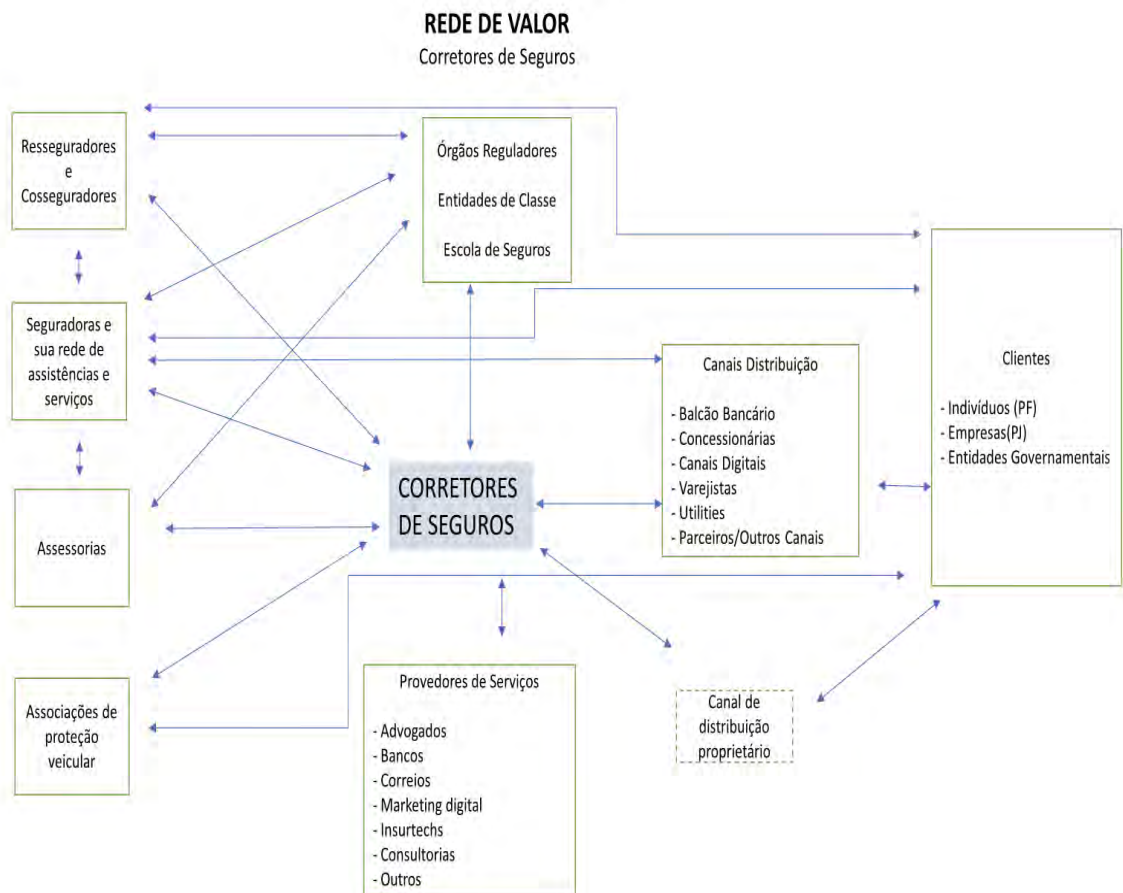 REDE DE VALOR
Corretores de Seguros
Resseguradores
e
Cosseguradores
Órgãos Reguladores
Entidades de Classe
Escola de Seguros
Seguradoras e
sua rede de
assistências e
serviços
Canais Distribuição
- Balcão Bancário
- Concessionárias
- Canais Digitais
- Varejistas
- Utilities
- Parceiros/Outros Canais
Clientes
- Indivíduos (PF)
- Empresas(PJ)
- Entidades Governamentais
CORRETORES
DE SEGUROS
Assessorias
Associações de
proteção
veicular
Provedores de Serviços
- Advogados
- Bancos
- Correios
- Marketing digital
- Insurtechs
- Consultorias
- Outros
Canal de
distribuição
proprietário